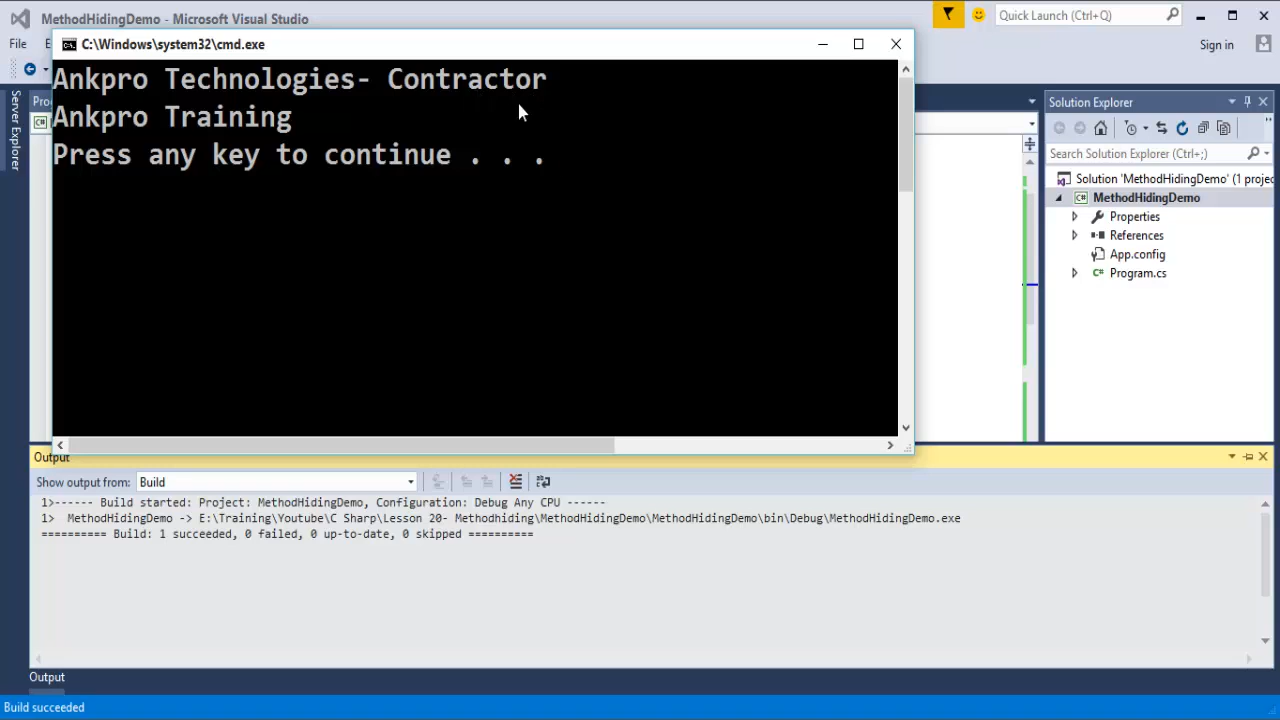 MethodHidingDemo - Microsoft Visual Studio
Quick Launch (Ctrl+Q)
File
Sign in
C:\Windows\system32\cmd.exe
Ankpro Technologies- Contractor
Ankpro Training
Press any key to continue . . .
Server Explorer
Solution Explorer
Search Solution Explorer (Ctrl+;)
Solution 'MethodHidingDemo' (1 projec
MethodHidingDemo
Properties
References
App.config
Program.cs
Output
Show output from: Build
1>------ Build started: Project: MethodHidingDemo, Configuration: Debug Any CPU ------
1>  MethodHidingDemo -> E:\Training\Youtube\C Sharp\Lesson 20- Methodhiding\MethodHidingDemo\MethodHidingDemo\bin\Debug\MethodHidingDemo.exe
========== Build: 1 succeeded, 0 failed, 0 up-to-date, 0 skipped ==========
Output
Build succeeded